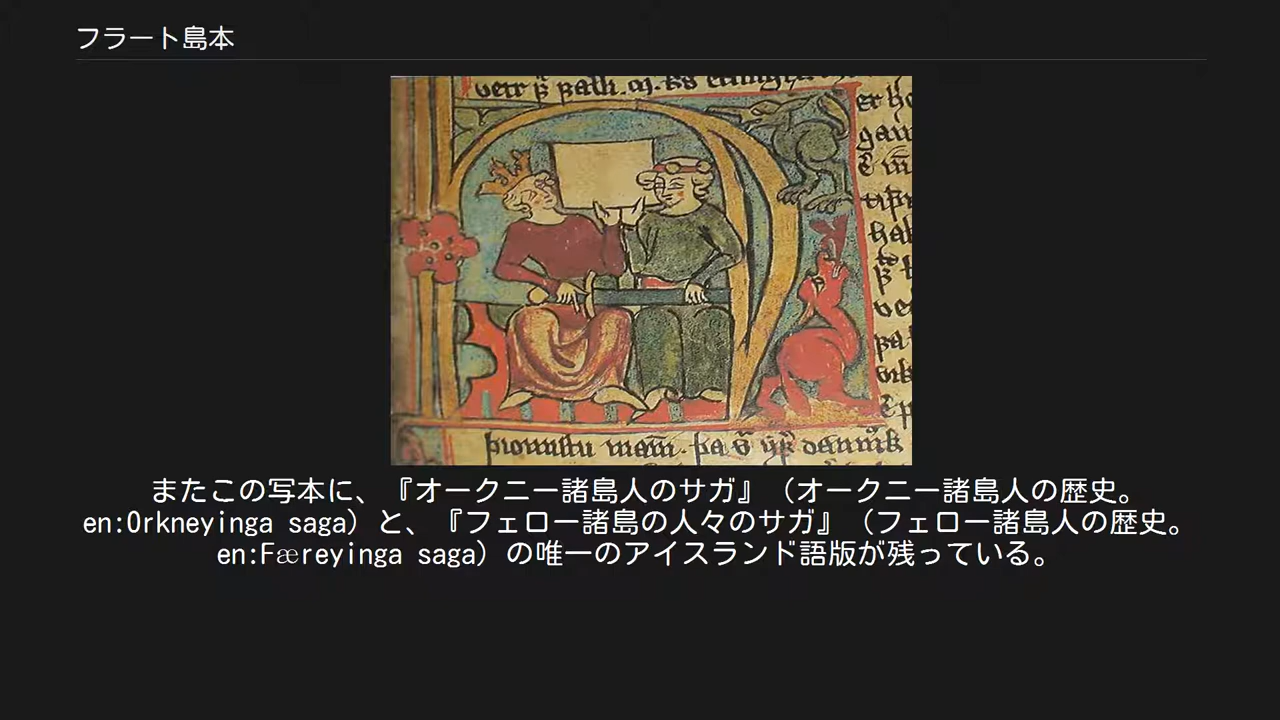 フラート島本
またこの写本に、『オークニー諸島人のサガ』（オークニー諸島人の歴史。
en:Orkneyinga saga）と、『フェロー諸島の人々のサガ』（フェロー諸島人の歴史。
en:Færeyinga saga）の唯一のアイスランド語版が残っている。